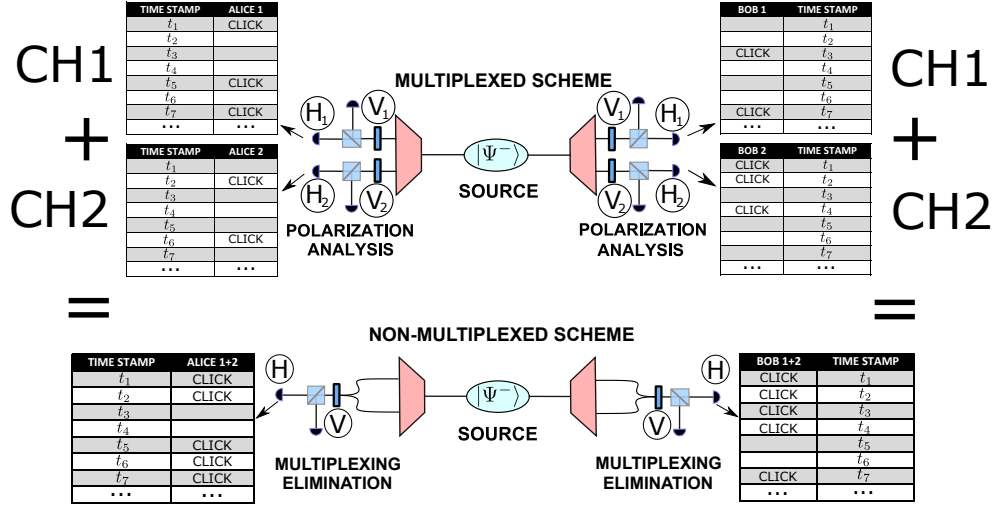 TIME STAMP ALICE 1
t1 CLICK
t2
t3
t4
t5 CLICK
t6
t7 CLICK
... ...
CH1
+
CH2
TIME STAMP ALICE 2
t1
t2 CLICK
t3
t4
t5
t6 CLICK
t7
... ...
MULTIPLEXED SCHEME
H1
V1
H2
V2
POLARIZATION
ANALYSIS
|Ψ−⟩
SOURCE
V1
H1
V2
H2
POLARIZATION
ANALYSIS
BOB 1 TIME STAMP
t1
t2
CLICK t3
t4
t5
t6
CLICK t7
... ...
CH1
+
CH2
BOB 2 TIME STAMP
CLICK t1
CLICK t2
t3
CLICK t4
t5
t6
t7
... ...
=
=
NON-MULTIPLEXED SCHEME
TIME STAMP ALICE 1+2
t1 CLICK
t2 CLICK
t3
t4
t5 CLICK
t6 CLICK
t7 CLICK
... ...
H
V
MULTIPLEXING
ELIMINATION
|Ψ−⟩
SOURCE
H
V
MULTIPLEXING
ELIMINATION
BOB 1+2 TIME STAMP
CLICK t1
CLICK t2
CLICK t3
CLICK t4
t5
t6
CLICK t7
... ...